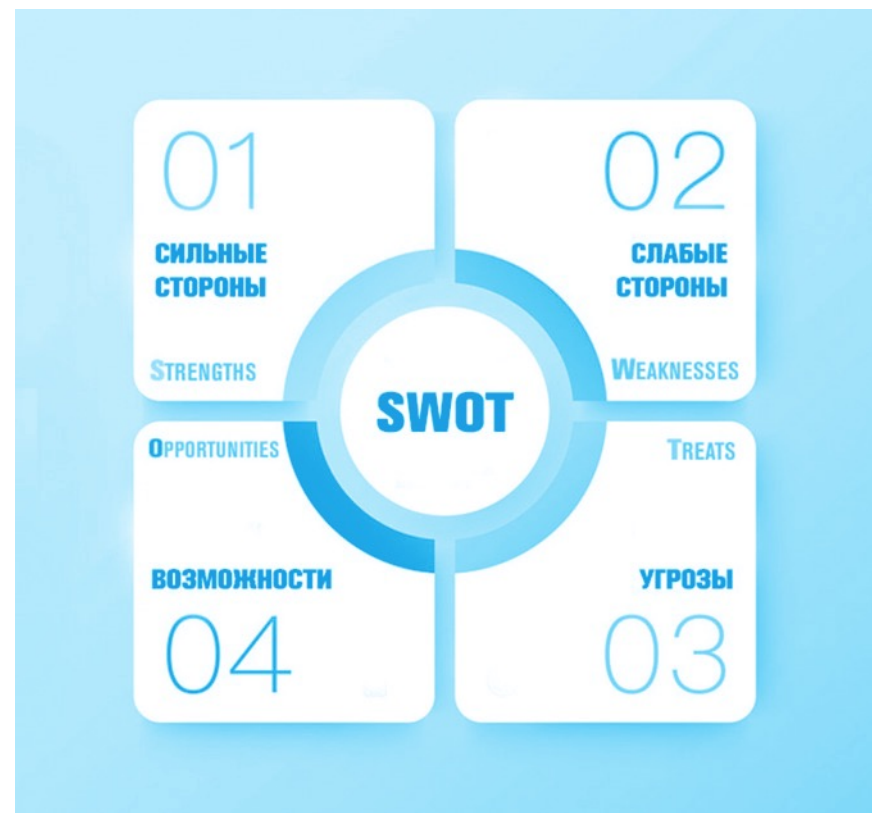 01
СИЛЬНЫЕ
СТОРОНЫ
STRENGTHS
02
СЛАБЫЕ
СТОРОНЫ
WEAKNESSES
SWOT
OPPORTUNITIES
ВОЗМОЖНОСТИ
04
TREATS
УГРОЗЫ
03